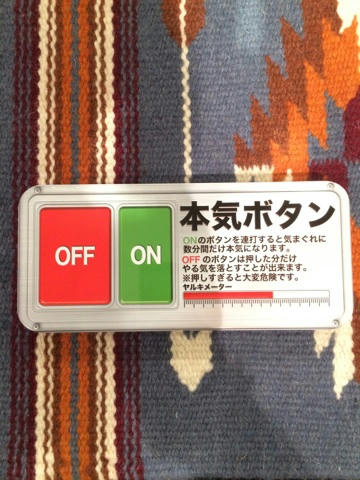 OFF
ON
本気ボタン
ONのボタンを連打すると気まぐれに
数分間だけ本気になります。
OFFのボタンは押した分だけ
やる気を落とすことが出来ます。
※押しすぎると大変危険です。
ヤルキメーター